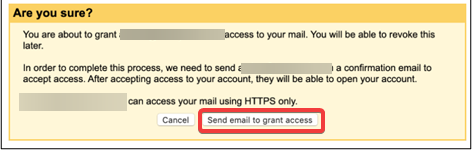 Are you sure?
You are about to grant access to your mail. You will be able to revoke this
later.
In order to complete this process, we need to send a confirmation email to
accept access. After accepting access to your account, they will be able to open your account.
can access your mail using HTTPS only.
Cancel Send email to grant access